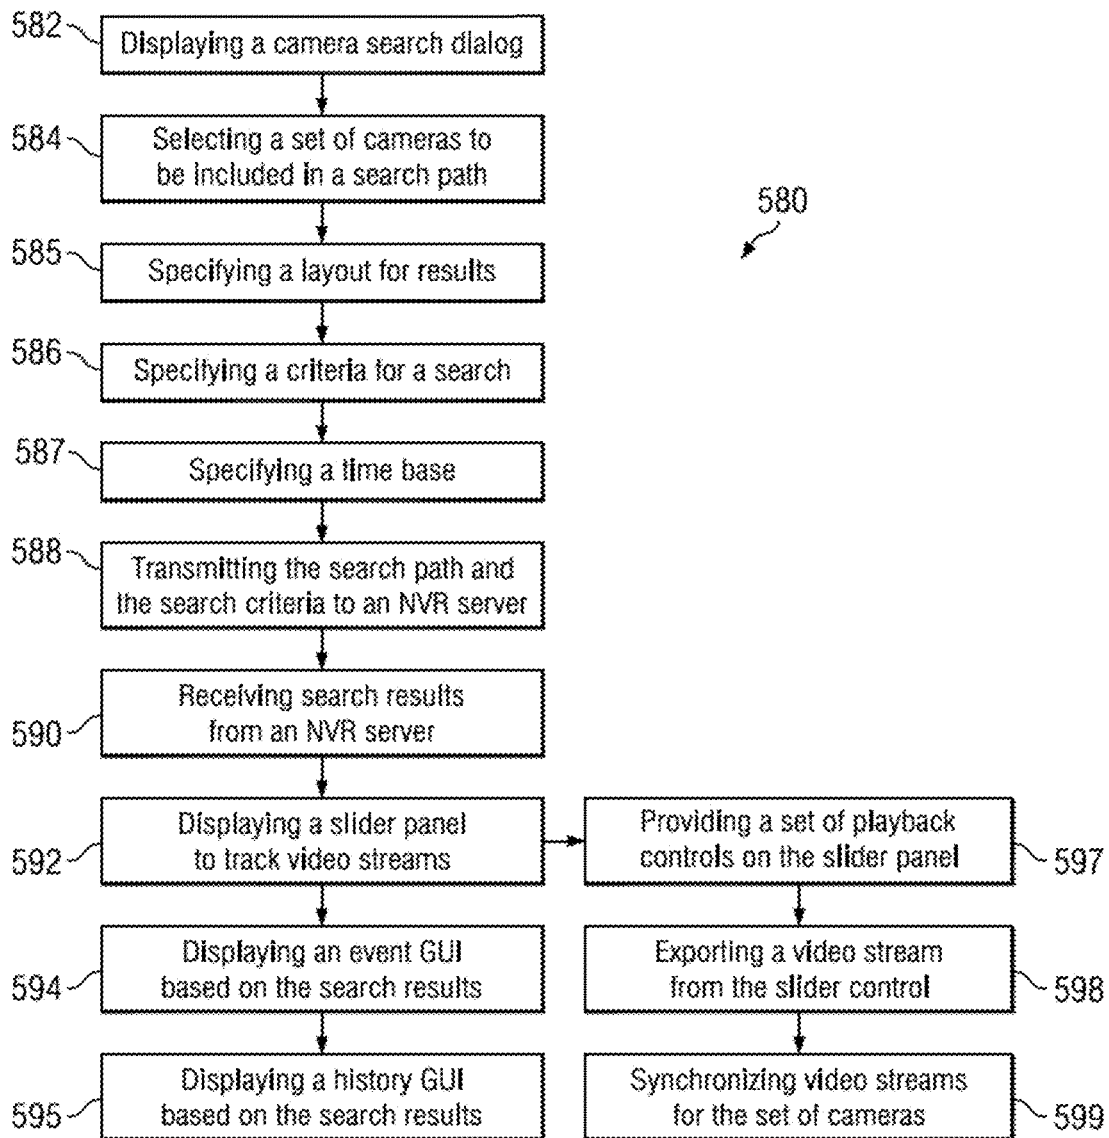 582
Displaying a camera search dialog
584
Selecting a set of cameras to
be included in a search path
580
585
Specifying a layout for results
586
Specifying a criteria for a search
587
Specifying a time base
588
Transmitting the search path and
the search criteria to an NVR server
590
Receiving search results
from an NVR server
592
Displaying a slider panel
to track video streams
Providing a set of playback
controls on the slider panel
597
594
Displaying an event GUI
based on the search results
Exporting a video stream
from the slider control
598
595
Displaying a history GUI
based on the search results
Synchronizing video streams
for the set of cameras
599